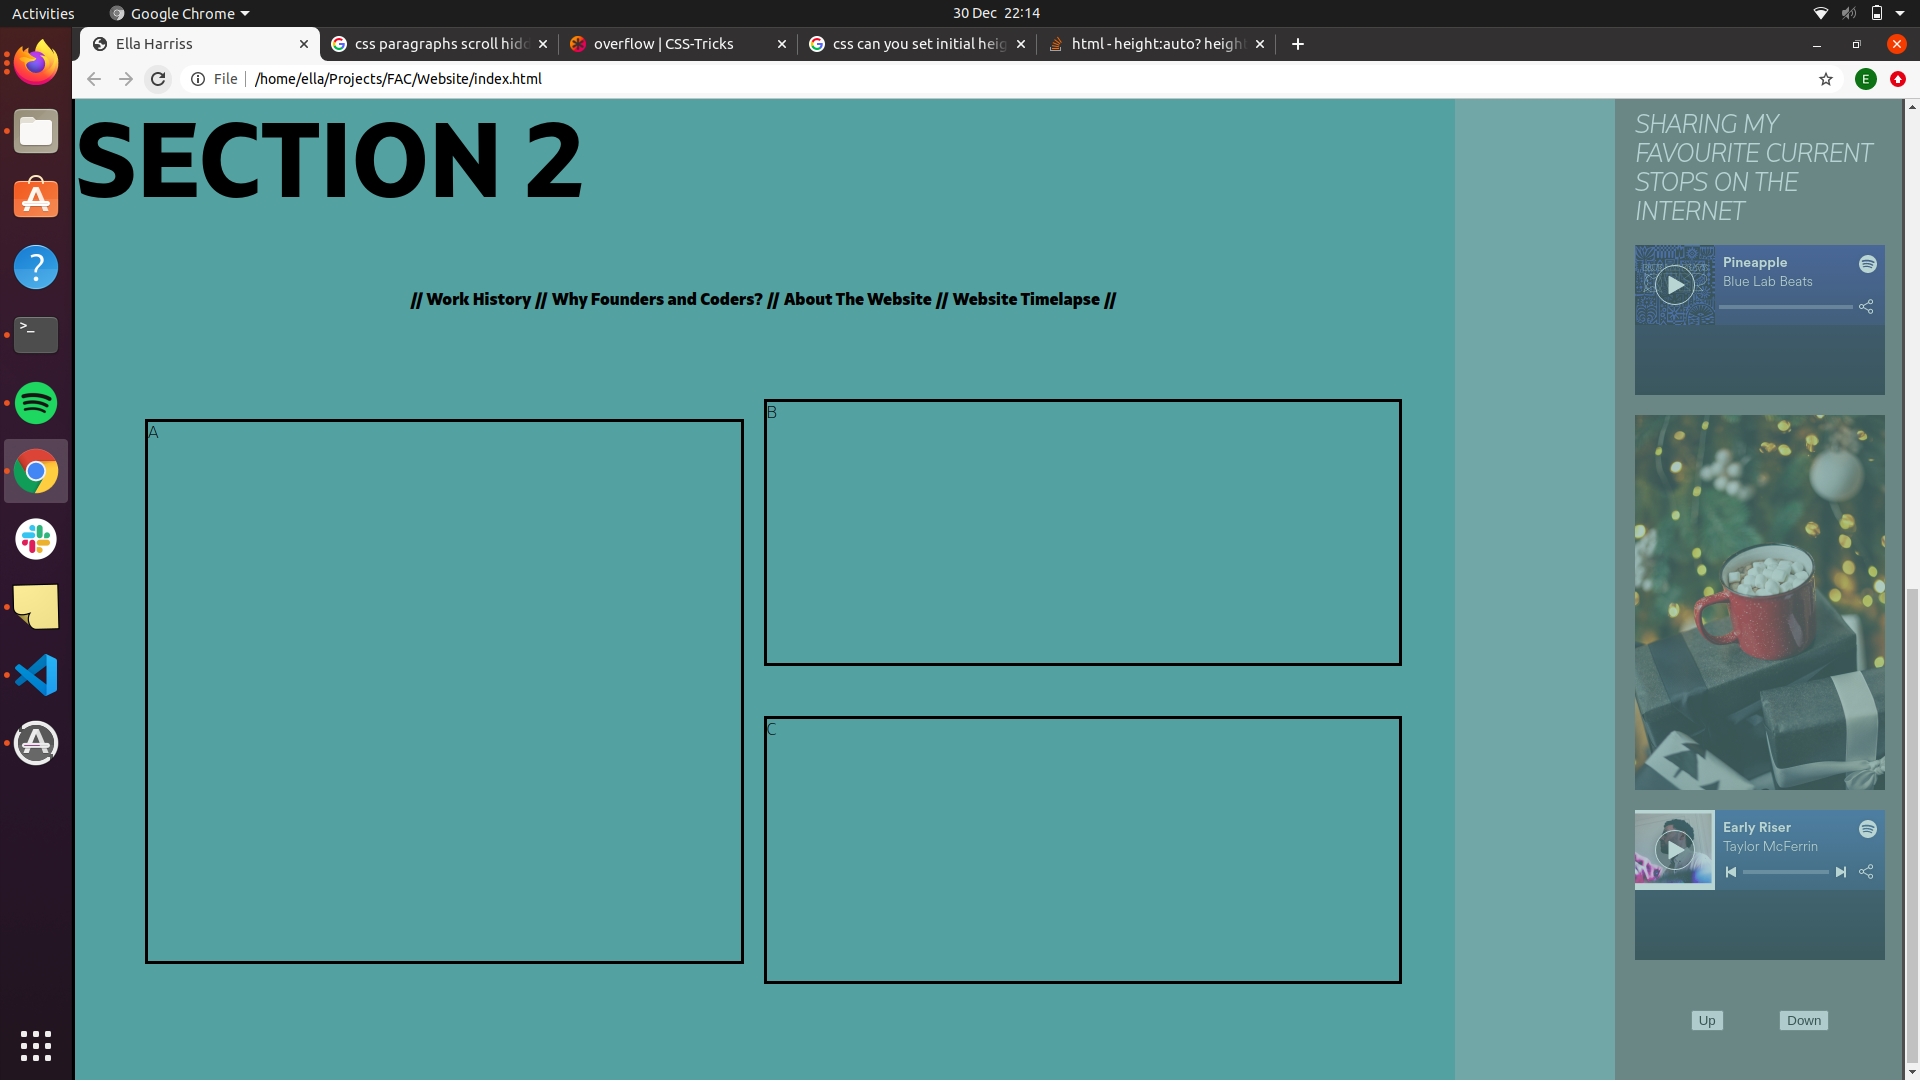 Activities
Google Chrome
30 Dec 22:14
Ella Harriss
css paragraphs scroll hidd
overflow | CSS-Tricks
css can you set initial heig
html - height:auto? height
File
/home/ella/Projects/FAC/Website/index.html
E
SECTION 2
// Work History // Why Founders and Coders? // About The Website // Website Timelapse //
A
B
C
SHARING MY
FAVOURITE CURRENT
STOPS ON THE
INTERNET
Pineapple
Blue Lab Beats
Early Riser
Taylor McFerrin
Up
Down